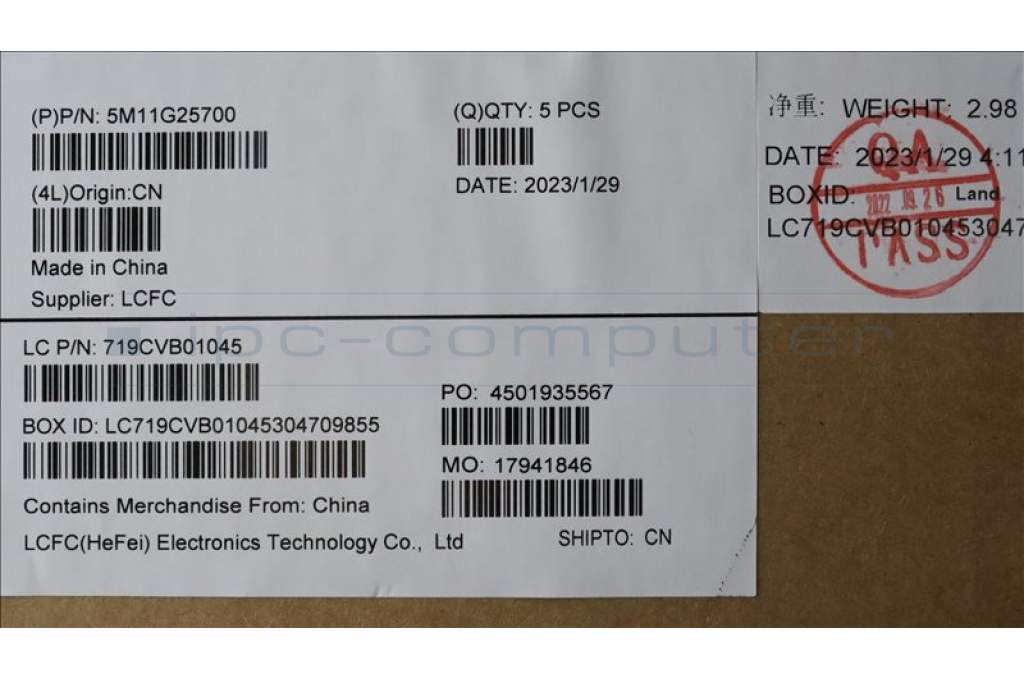 (P)P/N: 5M11G25700
(Q)QTY: 5 PCS
(4L)Origin:CN
DATE: 2023/1/29
Made in China
Supplier: LCFC
净重: WEIGHT: 2.98
DATE: 2023/1/29 4:11
BOXID: Land
LC719CVB010453047
QA
2022.09.26
PASS
ipc-computer
LC P/N: 719CVB01045
BOX ID: LC719CVB01045304709855
Contains Merchandise From: China
LCFC(HeFei) Electronics Technology Co., Ltd
PO: 4501935567
MO: 17941846
SHIPTO: CN